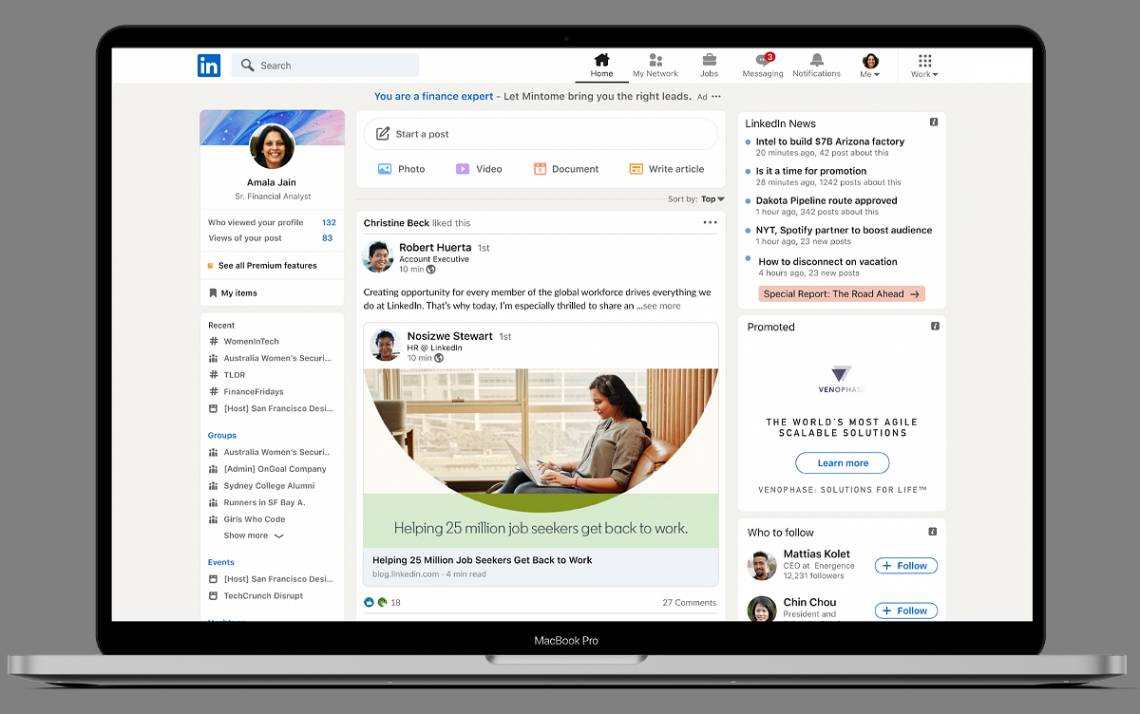 in
Search
Home
My Network
Jobs
3
Messaging
Notifications
Me
Work
You are a finance expert - Let Mintome bring you the right leads. Ad ···
Amala Jain
Sr. Financial Analyst
Who viewed your profile 132
Views of your post 83
See all Premium features
My items
Recent
# WomenInTech
Australia Women's Securi...
# TLDR
# FinanceFridays
[Host] San Francisco Desi...
Groups
Australia Women's Securi..
[Admin] OnGoal Company
Sydney College Alumni
Runners in SF Bay A.
Girls Who Code
Show more
Events
[Host] San Francisco Desi...
TechCrunch Disrupt
Start a post
Photo
Video
Document
Write article
Sort by: Top
Christine Beck liked this
Robert Huerta 1st
Account Executive
10 min
Creating opportunity for every member of the global workforce drives everything we
do at LinkedIn. That's why today, I'm especially thrilled to share an ...see more
Nosizwe Stewart 1st
HR @ LinkedIn
10 min
Helping 25 million job seekers get back to work.
Helping 25 Million Job Seekers Get Back to Work
blog.linkedin.com · 4 min read
18
27 Comments
LinkedIn News
Intel to build $7B Arizona factory
20 minutes ago, 42 post about this
Is it a time for promotion
28 minutes ago, 1242 posts about this
Dakota Pipeline route approved
1 hour ago, 342 posts about this
NYT, Spotify partner to boost audience
1 hour ago, 23 new posts
How to disconnect on vacation
4 hours ago, 23 new posts
Special Report: The Road Ahead →
Promoted
VENOPHASE
THE WORLD'S MOST AGILE
SCALABLE SOLUTIONS
Learn more
VENOPHASE: SOLUTIONS FOR LIFE™
Who to follow
Mattias Kolet
CEO at Energence
12,231 followers
+ Follow
Chin Chou
President and
+ Follow
MacBook Pro